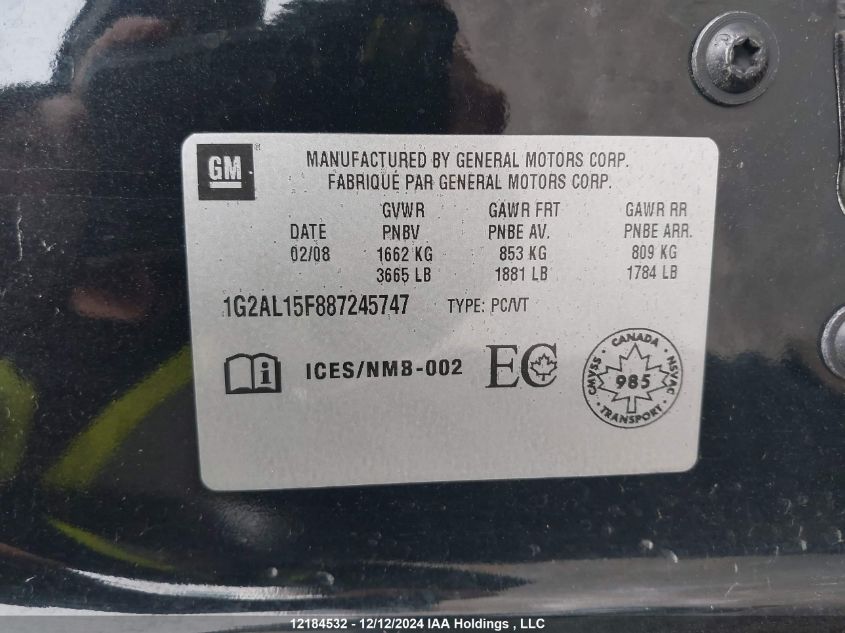 GM
MANUFACTURED BY GENERAL MOTORS CORP.
FABRIQUÉ PAR GENERAL MOTORS CORP.
GVWR GAWR FRT GAWR RR
DATE PNBV PNBE AV. PNBE ARR.
02/08 1662 KG 853 KG 809 KG
3665 LB 1881 LB 1784 LB
1G2AL15F887245747 TYPE: PC/VT
i ICES/NMB-002 EC
CANADA
CMVSS 985 NSVAC
TRANSPORT
12184532 - 12/12/2024 IAA Holdings , LLC